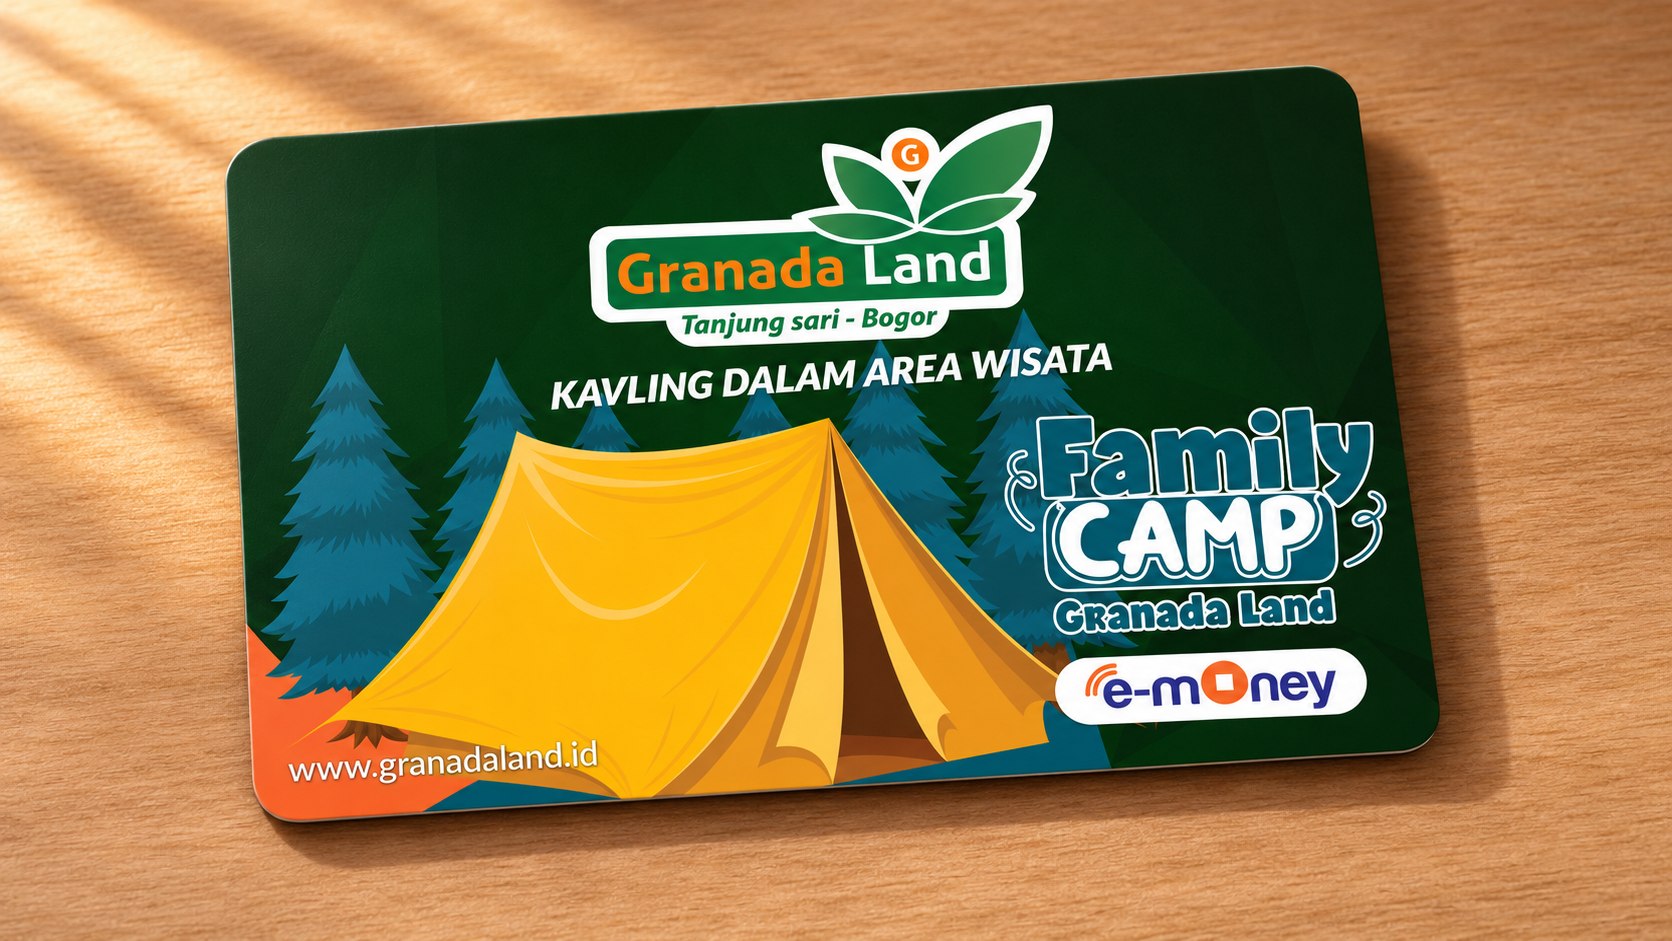 G
Granada Land
Tanjung sari - Bogor
KAVLING DALAM AREA WISATA
Family
CAMP
Granada Land
e-money
www.granadaland.id